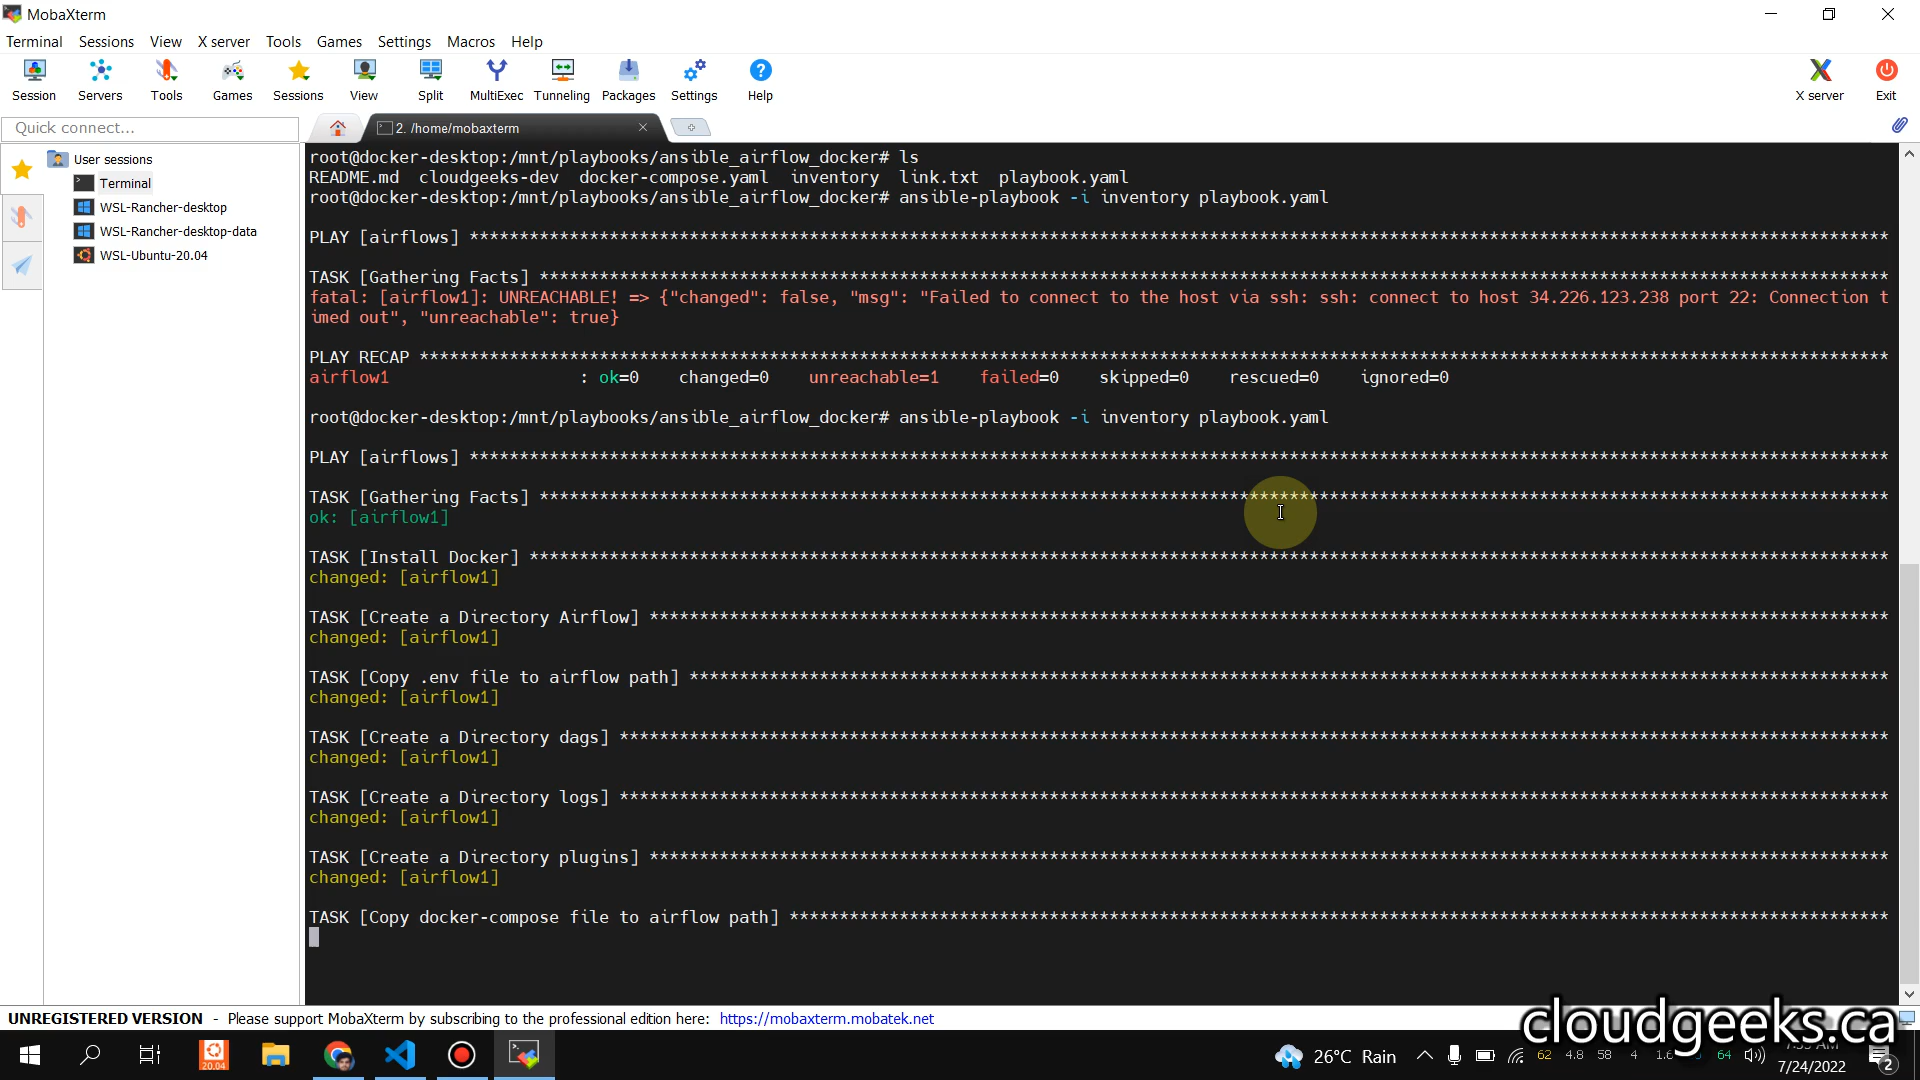 MobaXterm
Terminal Sessions View X server Tools Games Settings Macros Help
Session Servers Tools Games Sessions View Split MultiExec Tunneling Packages Settings Help X server Exit
Quick connect...
2. /home/mobaxterm
User sessions
Terminal
WSL-Rancher-desktop
WSL-Rancher-desktop-data
WSL-Ubuntu-20.04
root@docker-desktop:/mnt/playbooks/ansible_airflow_docker# ls
README.md cloudgeeks-dev docker-compose.yaml inventory link.txt playbook.yaml
root@docker-desktop:/mnt/playbooks/ansible_airflow_docker# ansible-playbook -i inventory playbook.yaml
PLAY [airflows]
TASK [Gathering Facts]
fatal: [airflow1]: UNREACHABLE! => {"changed": false, "msg": "Failed to connect to the host via ssh: ssh: connect to host 34.226.123.238 port 22: Connection t
imed out", "unreachable": true}
PLAY RECAP
airflow1 : ok=0 changed=0 unreachable=1 failed=0 skipped=0 rescued=0 ignored=0
root@docker-desktop:/mnt/playbooks/ansible_airflow_docker# ansible-playbook -i inventory playbook.yaml
PLAY [airflows]
TASK [Gathering Facts]
ok: [airflow1]
TASK [Install Docker]
changed: [airflow1]
TASK [Create a Directory Airflow]
changed: [airflow1]
TASK [Copy .env file to airflow path]
changed: [airflow1]
TASK [Create a Directory dags]
changed: [airflow1]
TASK [Create a Directory logs]
changed: [airflow1]
TASK [Create a Directory plugins]
changed: [airflow1]
TASK [Copy docker-compose file to airflow path]
UNREGISTERED VERSION - Please support MobaXterm by subscribing to the professional edition here: https://mobaxterm.mobatek.net
cloudgeeks.ca
20.04
26°C Rain 62 4.8 58 4 64
7/24/2022
2